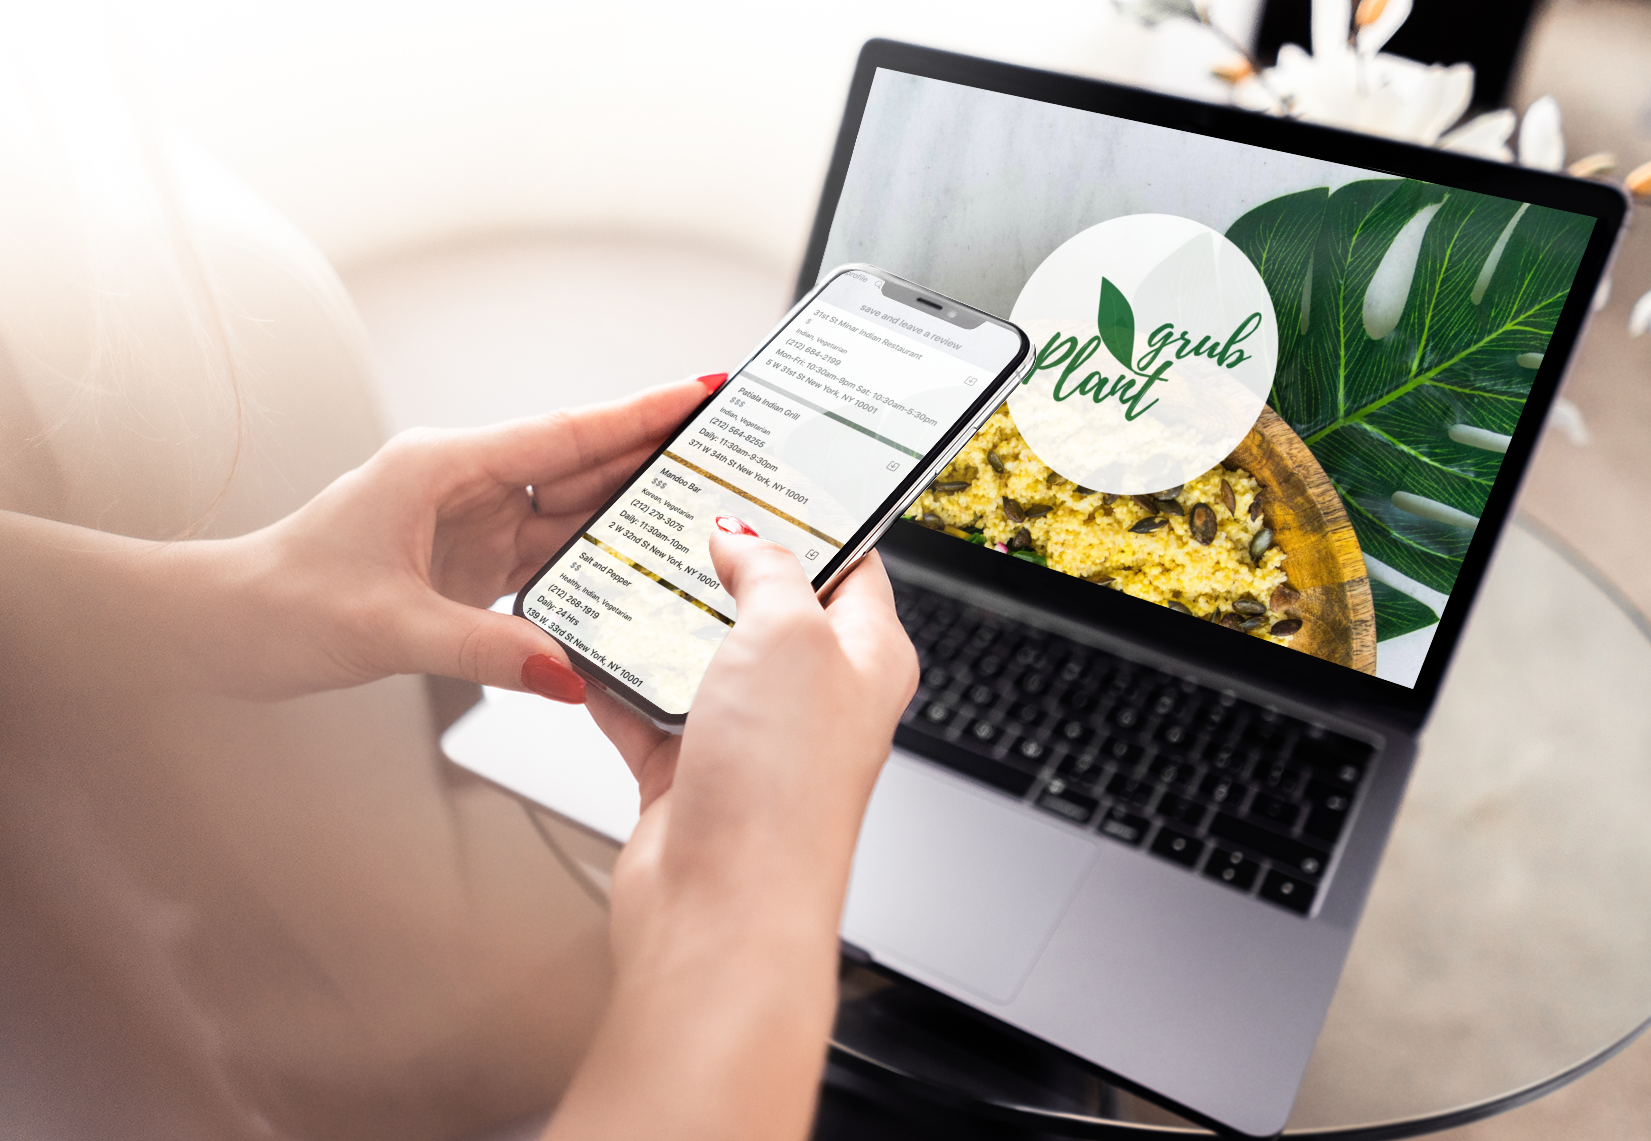 profile
save and leave a review
31st St Minar Indian Restaurant
$
Indian, Vegetarian
(212) 684-2199
Mon-Fri: 10:30am-9pm Sat: 10:30am-5:30pm
5 W 31st St New York, NY 10001
Patiala Indian Grill
$$$
Indian, Vegetarian
(212) 564-8255
Daily: 11:30am-9:30pm
371 W 34th St New York, NY 10001
Mandoo Bar
$$$
Korean, Vegetarian
(212) 279-3075
Daily: 11:30am-10pm
2 W 32nd St New York, NY 10001
Salt and Pepper
$$
Healthy, Indian, Vegetarian
(212) 268-1919
Daily: 24 Hrs
139 W. 33rd St New York, NY 10001
Plant
grub